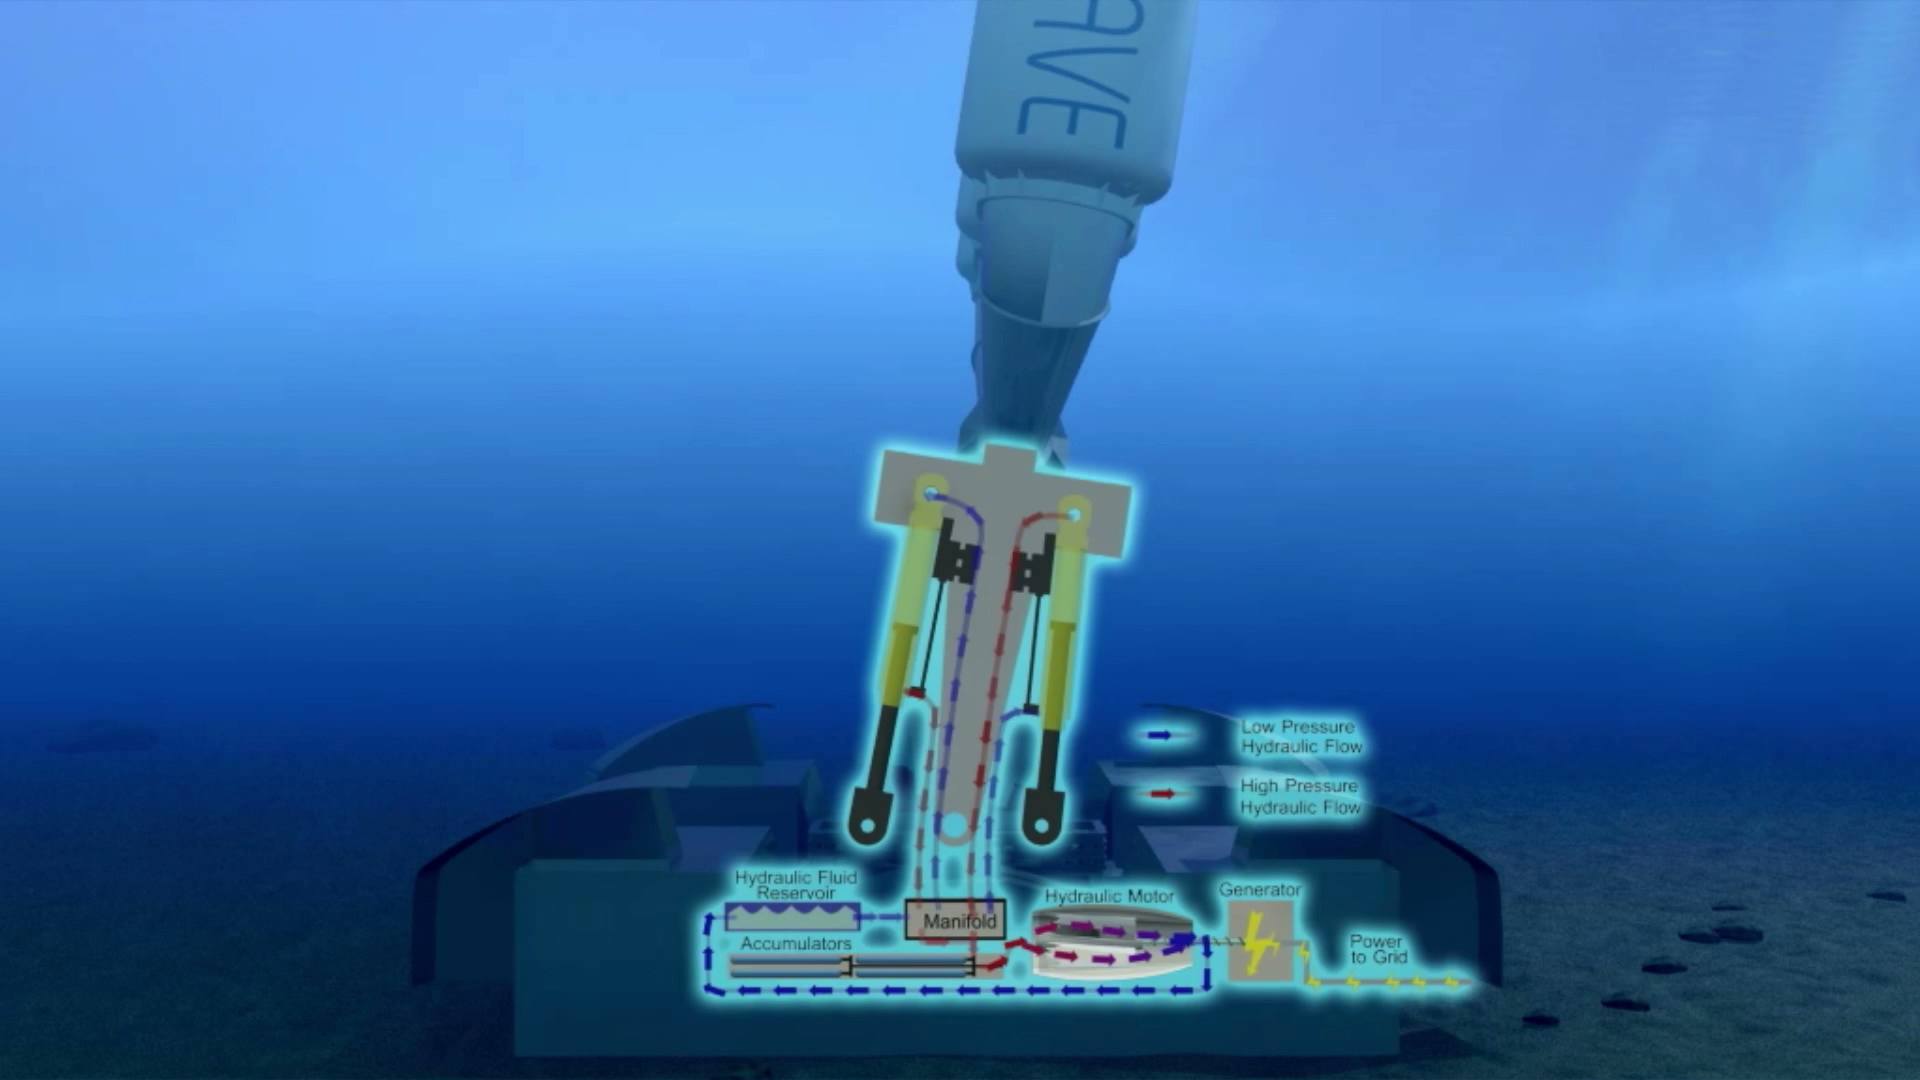 AVE
Low Pressure
Hydraulic Flow
High Pressure
Hydraulic Flow
Hydraulic Fluid
Reservoir
Hydraulic Motor
Generator
Manifold
Accumulators
Power
to Grid